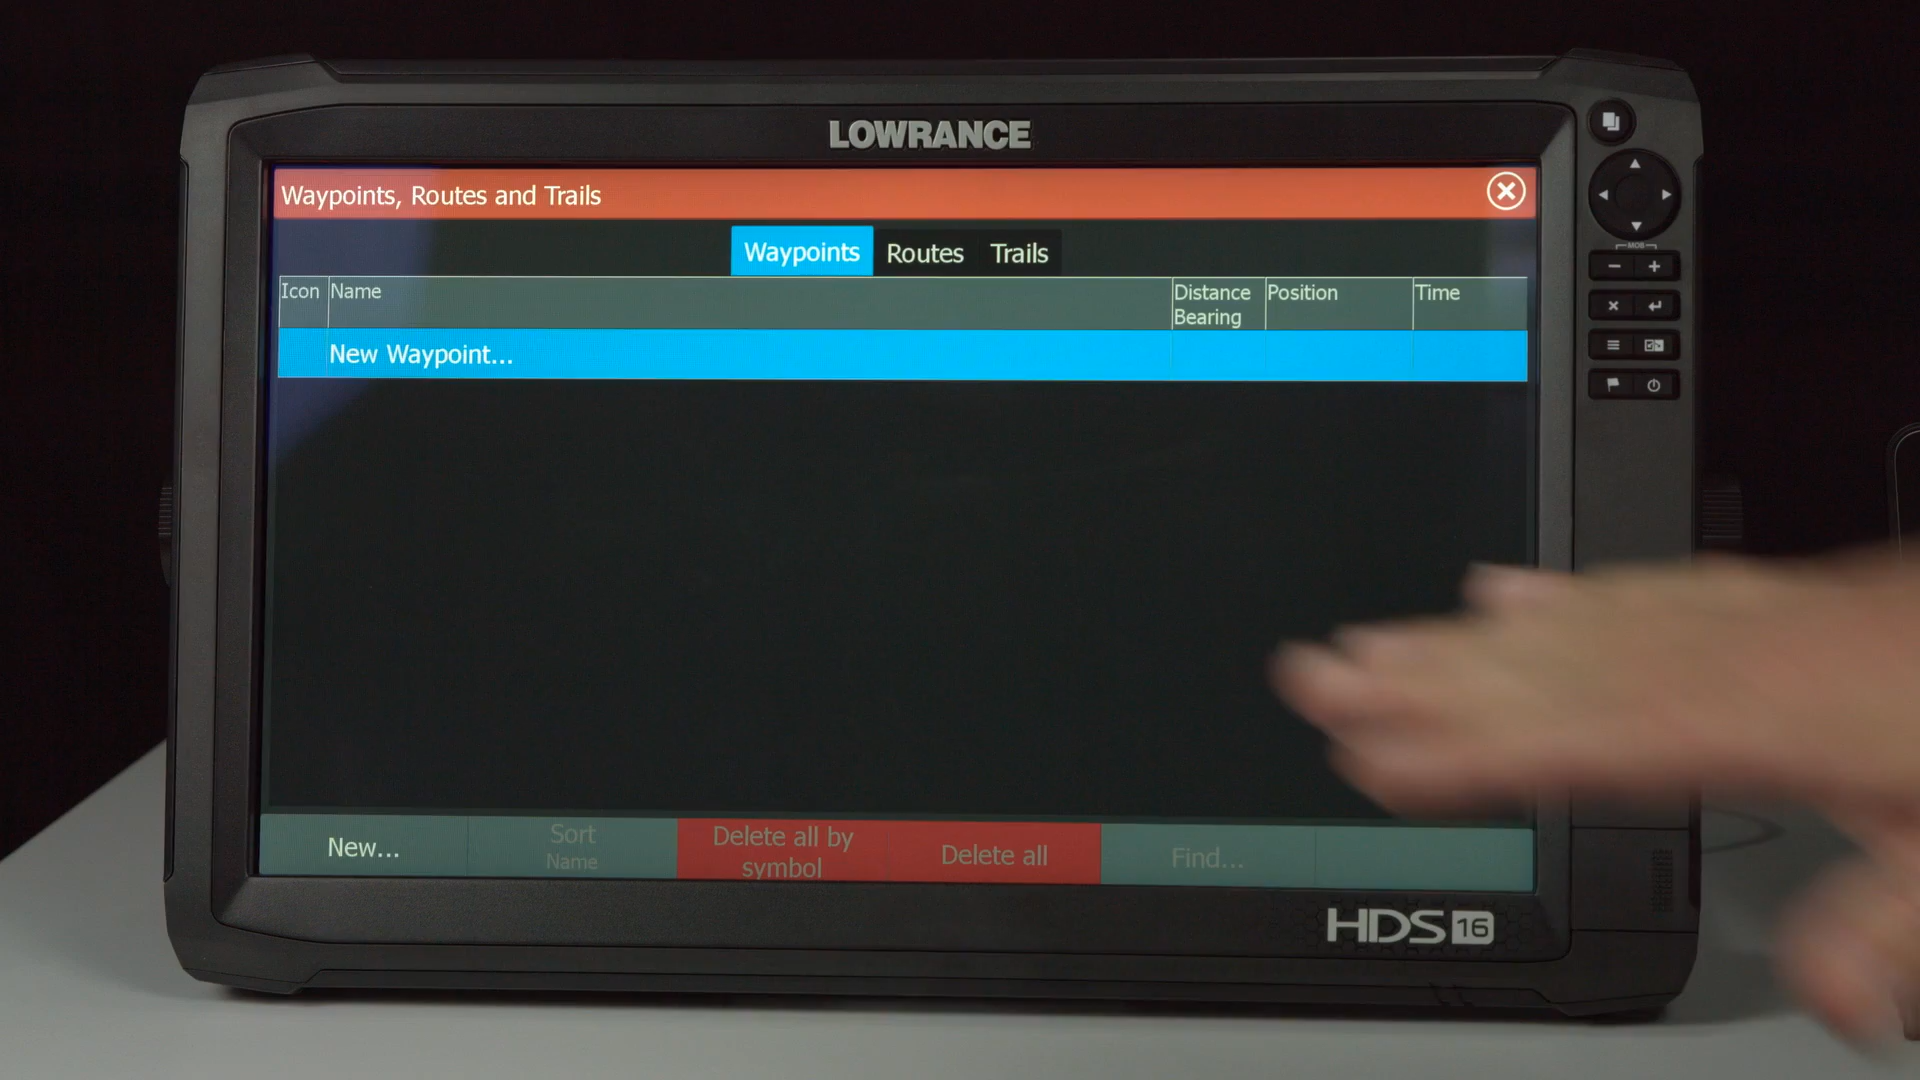 LOWRANCE
Waypoints, Routes and Trails
Waypoints Routes Trails
Icon Name Distance Bearing Position Time
New Waypoint...
New... Sort Name Delete all by symbol Delete all Find...
HDS 16
MOB